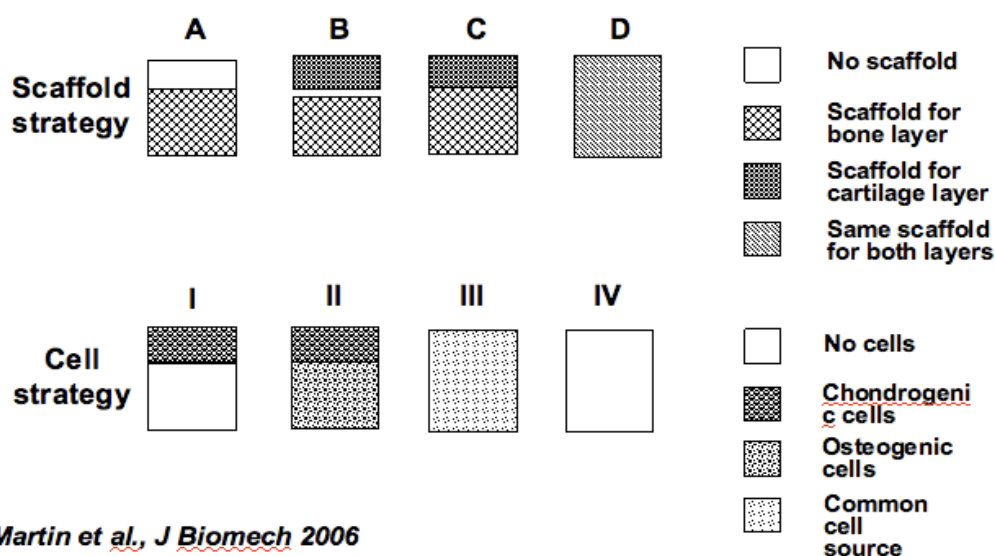 A B C D
Scaffold
strategy
No scaffold
Scaffold for
bone layer
Scaffold for
cartilage layer
Same scaffold
for both layers
I II III IV
Cell
strategy
No cells
Chondrogeni
c cells
Osteogenic
cells
Common
cell
source
Martin et al., J Biomech 2006